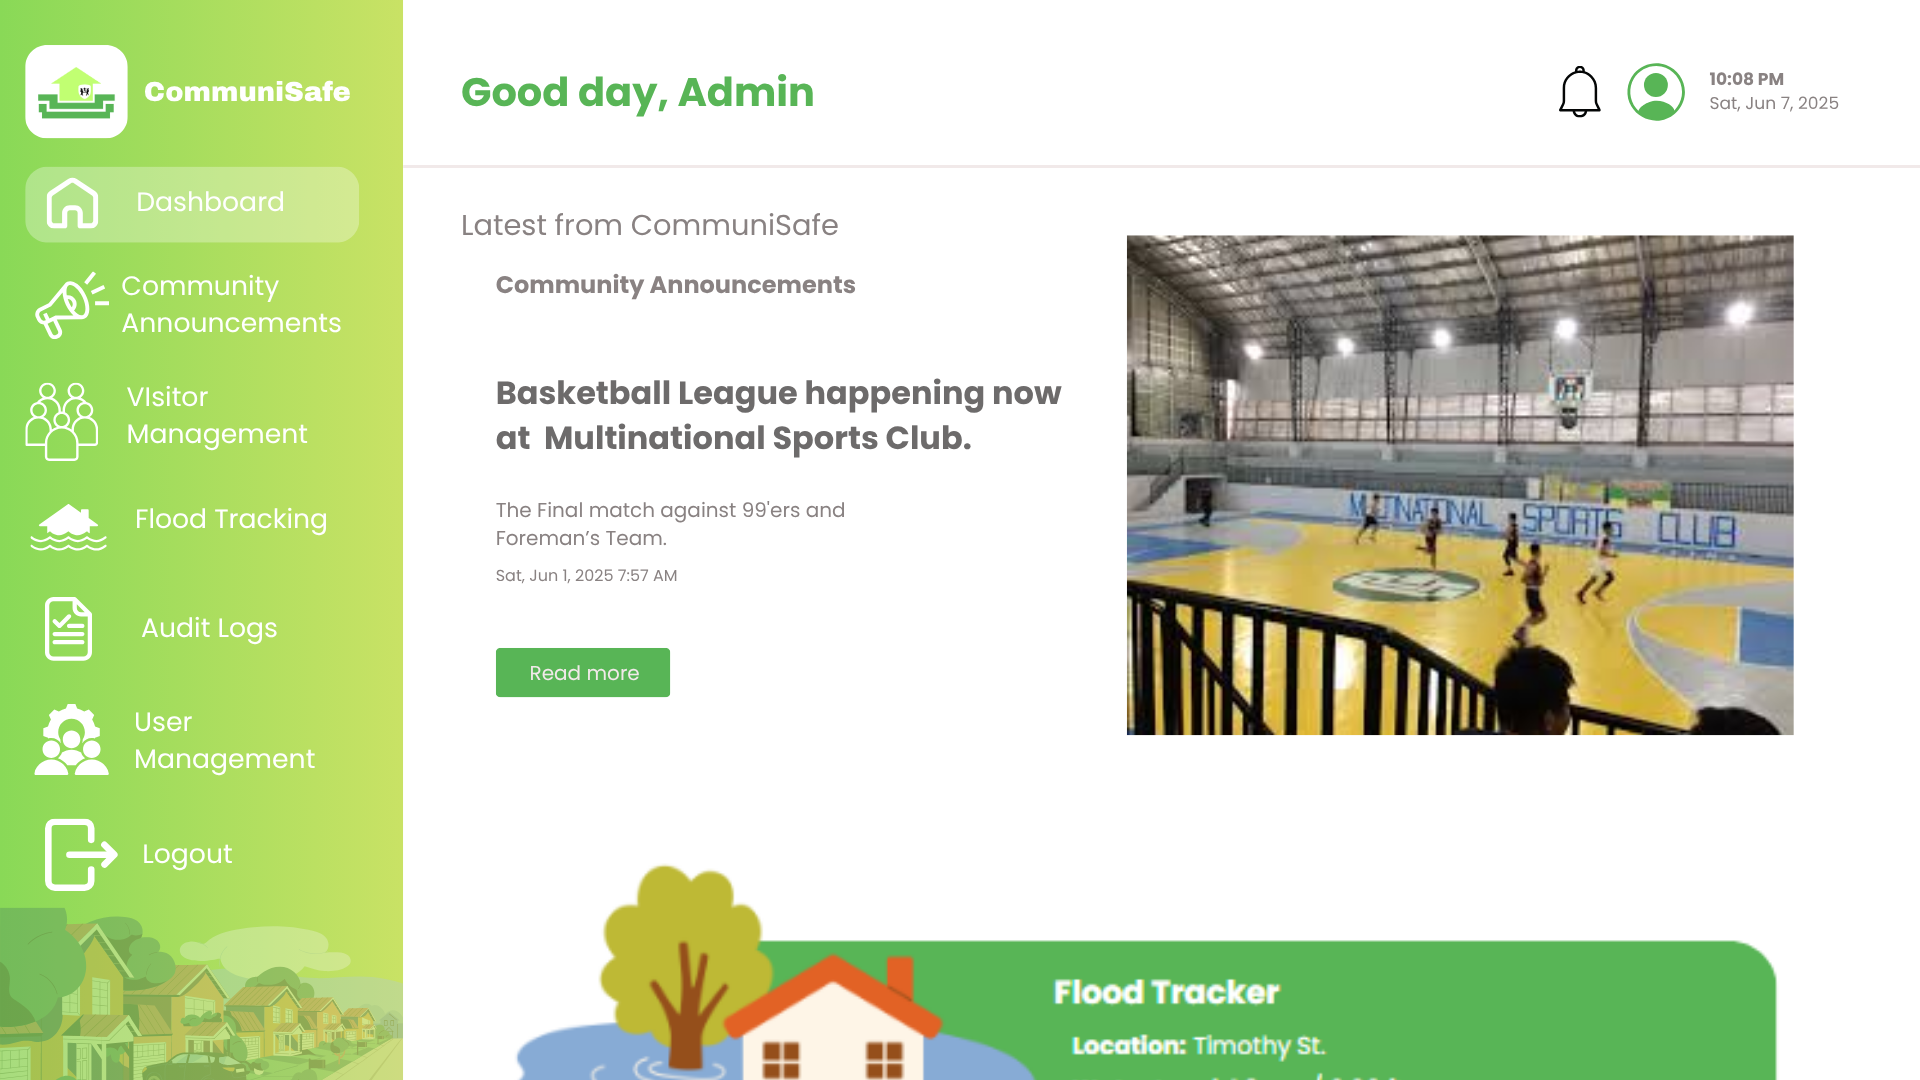 CommuniSafe
Dashboard
Community
Announcements
VIsitor
Management
Flood Tracking
Audit Logs
User
Management
Logout
Good day, Admin
10:08 PM
Sat, Jun 7, 2025
Latest from CommuniSafe
Community Announcements
Basketball League happening now
at  Multinational Sports Club.
The Final match against 99'ers and
Foreman’s Team.
Sat, Jun 1, 2025 7:57 AM
Read more
MULTINATIONAL SPORTS CLUB
Flood Tracker
Location: Timothy St.